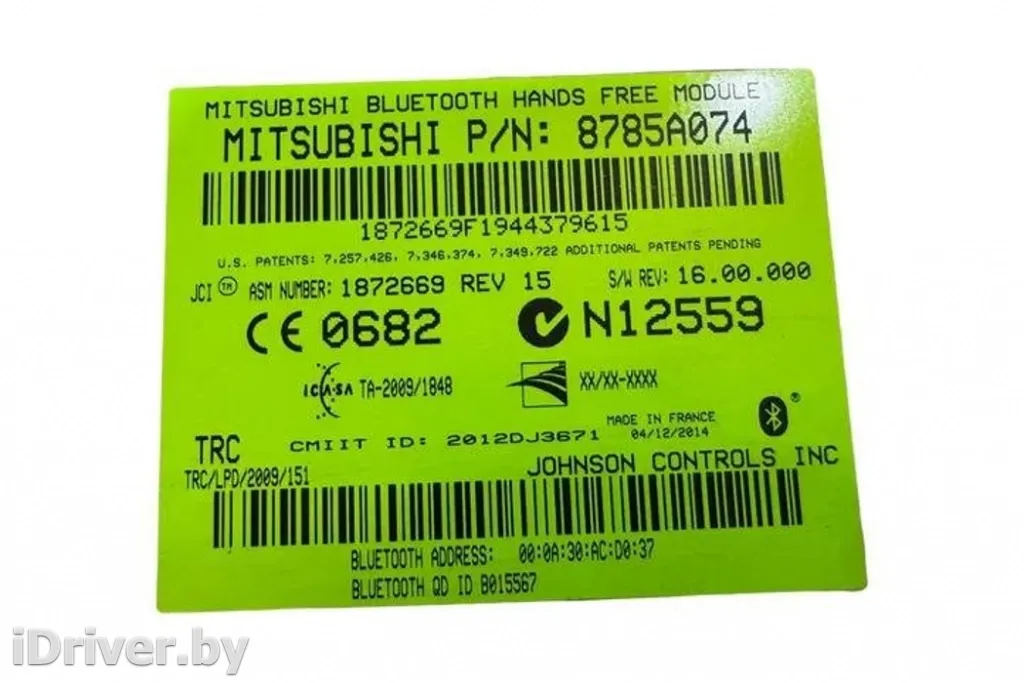 MITSUBISHI BLUETOOTH HANDS FREE MODULE
MITSUBISHI P/N: 8785A074
1872669F1944379615
U.S. PATENTS: 7,257,426, 7,346,374, 7,349,722 ADDITIONAL PATENTS PENDING
JCI TM ASM NUMBER: 1872669 REV 15 S/W REV: 16.00.000
CE 0682 N12559
ICASA TA-2009/1848 XX/XX-XXXX
MADE IN FRANCE
04/12/2014
TRC CMIIT ID: 2012DJ3671
TRC/LPD/2009/151
JOHNSON CONTROLS INC
BLUETOOTH ADDRESS: 00:0A:30:AC:D0:37
BLUETOOTH QD ID B015567
iDriver.by